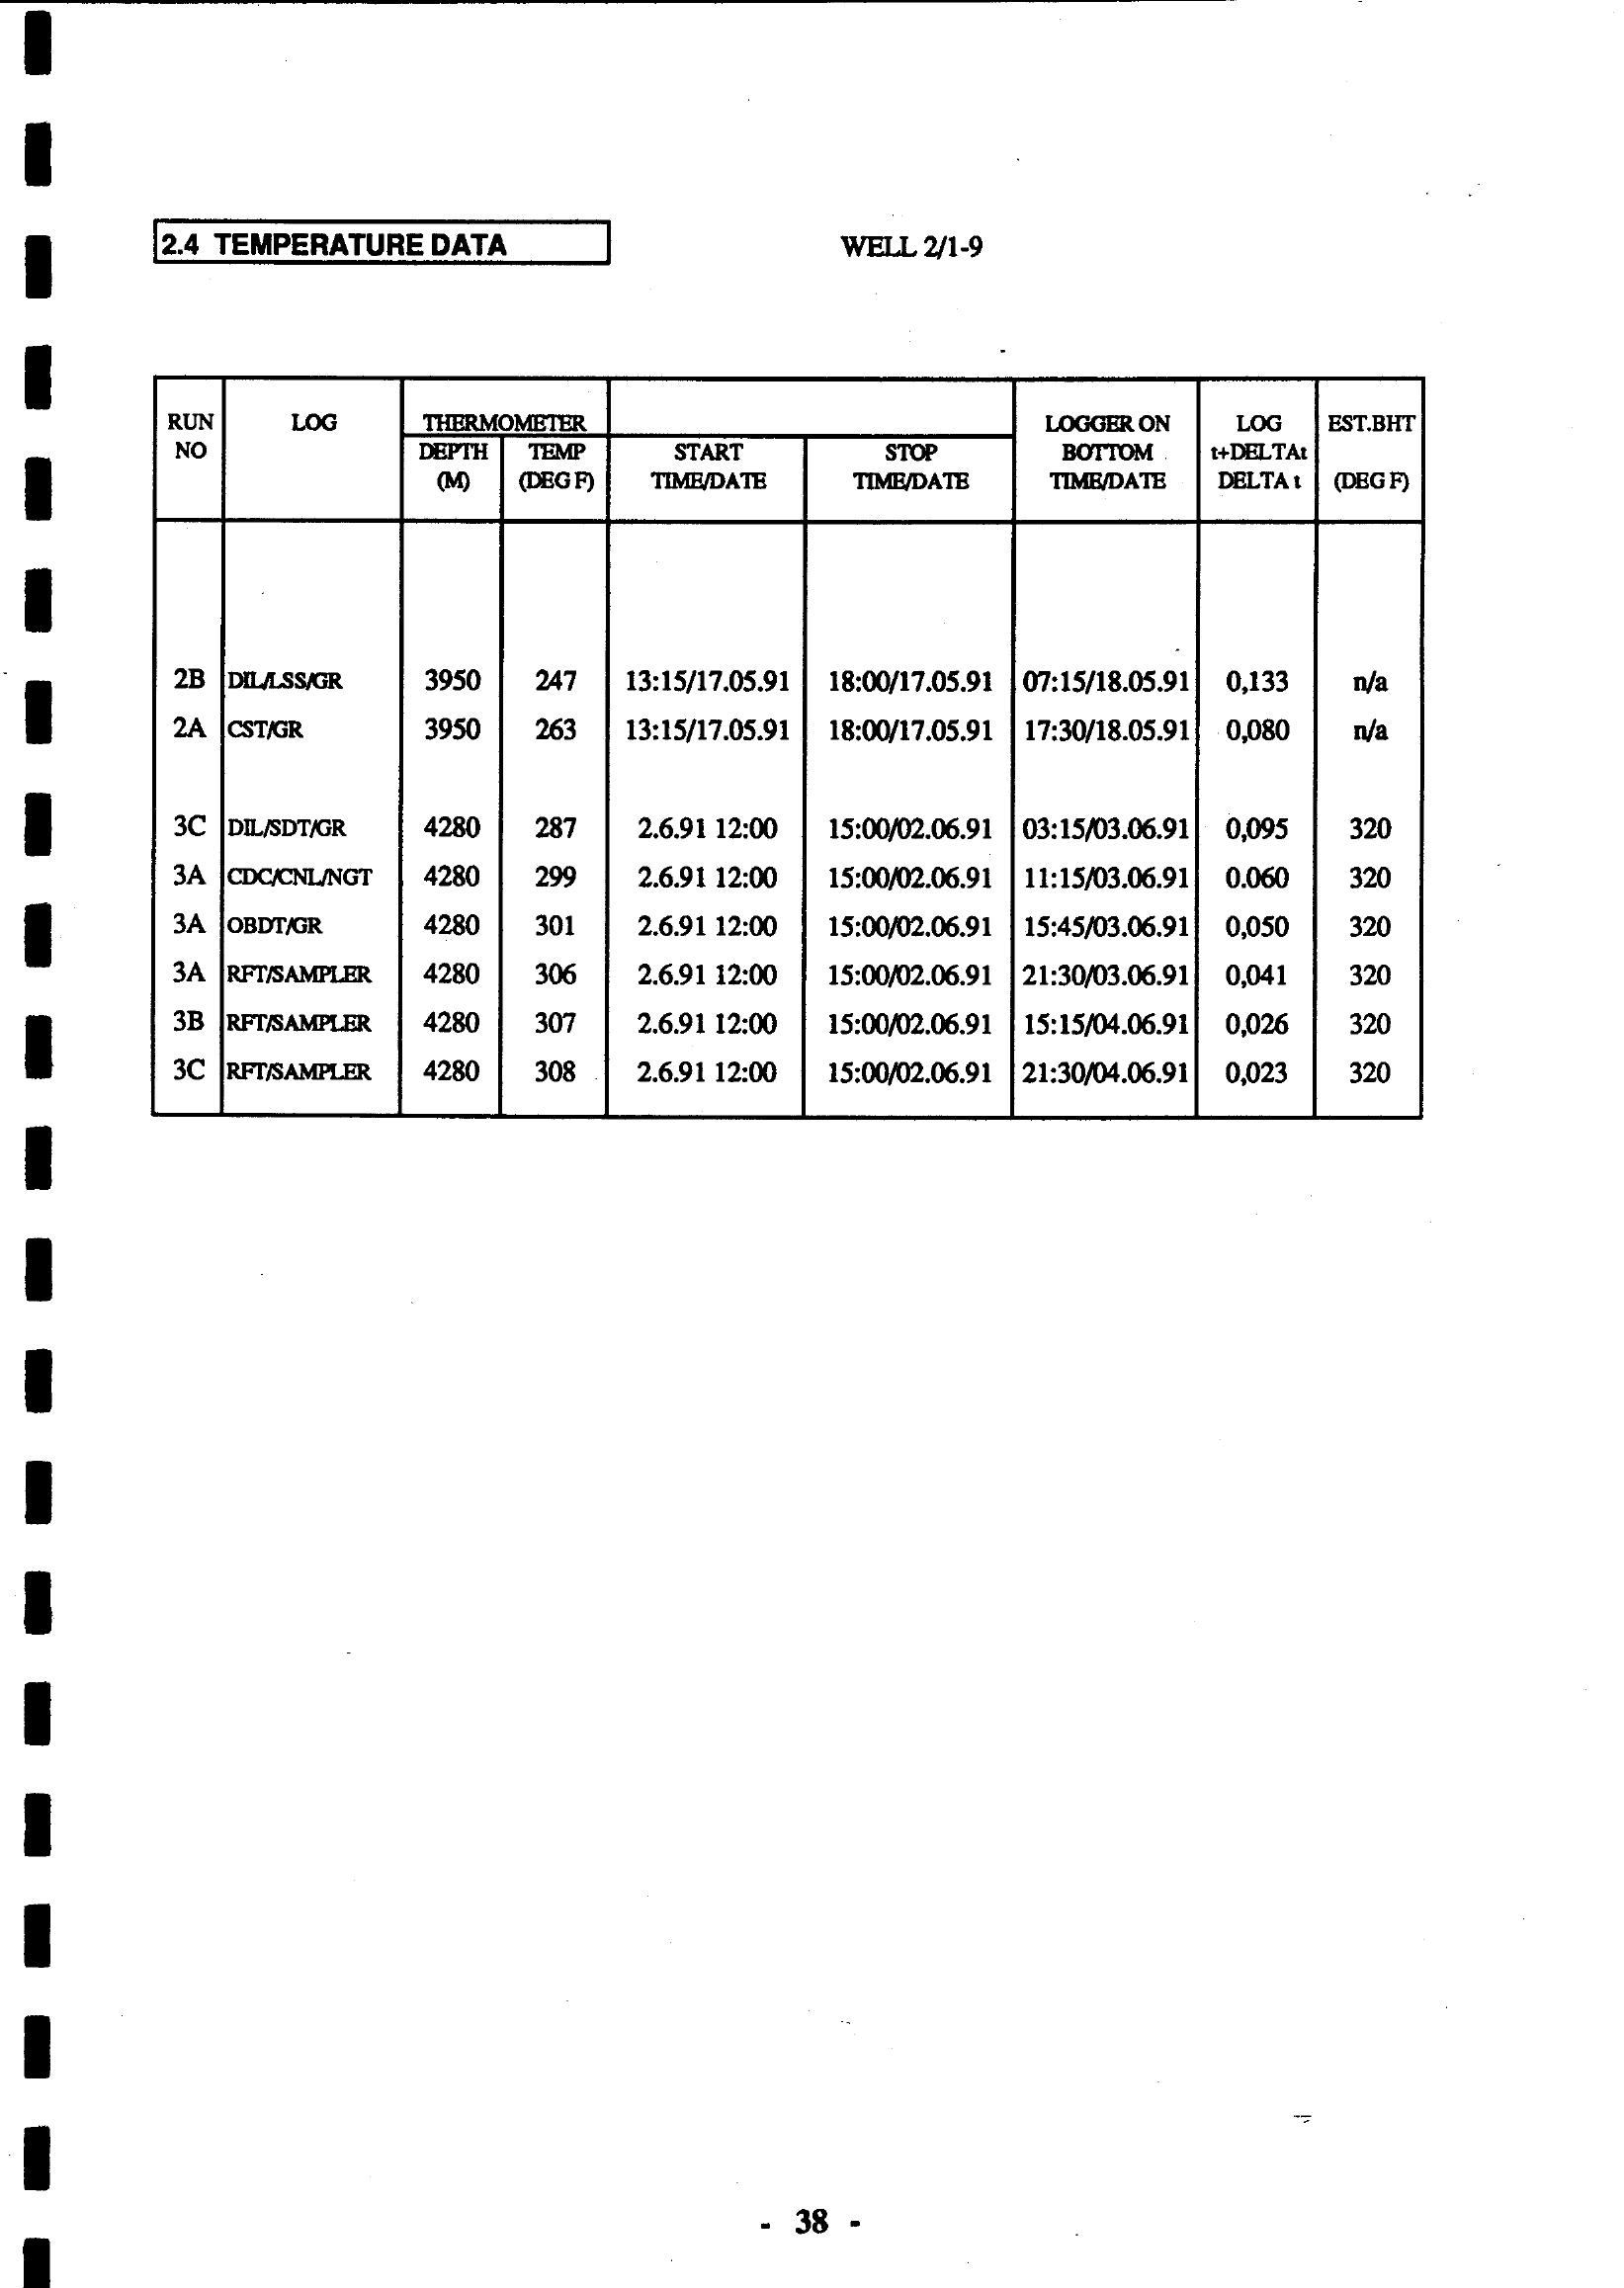 2.4 TEMPERATURE DATA WELL 2/1-9
RUN LOG THERMOMETER LOGGER ON LOG EST.BHT
NO DEPTH TEMP START STOP BOTTOM t+DELTAt
(M) (DEG F) TIME/DATE TIME/DATE TIME/DATE DELTA t (DEG F)
2B DIL/LSS/GR 3950 247 13:15/17.05.91 18:00/17.05.91 07:15/18.05.91 0,133 n/a
2A CST/GR 3950 263 13:15/17.05.91 18:00/17.05.91 17:30/18.05.91 0,080 n/a
3C DIL/SDT/GR 4280 287 2.6.91 12:00 15:00/02.06.91 03:15/03.06.91 0,095 320
3A CDC/CNL/NGT 4280 299 2.6.91 12:00 15:00/02.06.91 11:15/03.06.91 0.060 320
3A OBDT/GR 4280 301 2.6.91 12:00 15:00/02.06.91 15:45/03.06.91 0,050 320
3A RFT/SAMPLER 4280 306 2.6.91 12:00 15:00/02.06.91 21:30/03.06.91 0,041 320
3B RFT/SAMPLER 4280 307 2.6.91 12:00 15:00/02.06.91 15:15/04.06.91 0,026 320
3C RFT/SAMPLER 4280 308 2.6.91 12:00 15:00/02.06.91 21:30/04.06.91 0,023 320
- 38 -